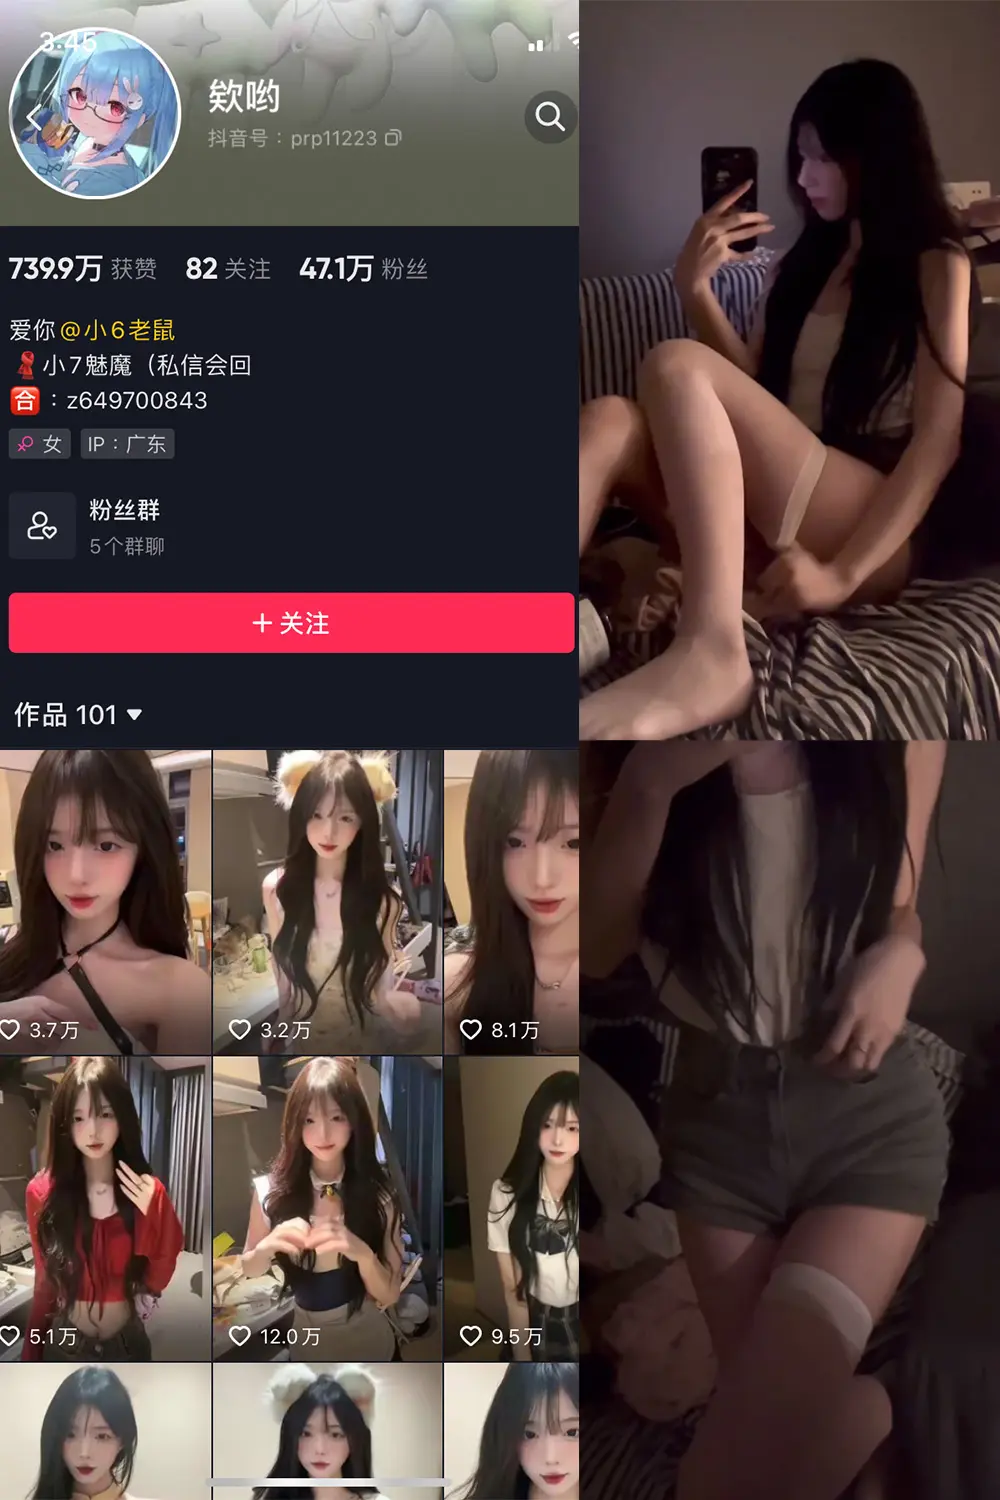 3:45
欸哟
抖音号：prp11223
739.9万 获赞 82 关注 47.1万 粉丝
爱你@小6老鼠
小7魅魔（私信会回
合：z649700843
女 IP：广东
粉丝群
5个群聊
+ 关注
作品 101
3.7万
3.2万
8.1万
5.1万
12.0万
9.5万